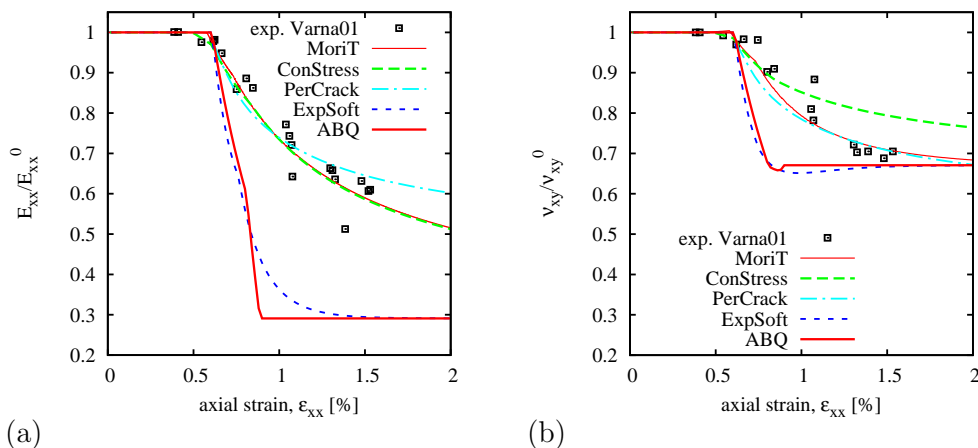 1
0.9
0.8
0.7
0.6
0.5
0.4
0.3
0.2
0
0.5
1
1.5
2
E_xx/E_xx^0
axial strain, ε_xx [%]
exp. Varna01
MoriT
ConStress
PerCrack
ExpSoft
ABQ
(a)
1
0.9
0.8
0.7
0.6
0.5
0.4
0.3
0.2
0
0.5
1
1.5
2
ν_xy/ν_xy^0
axial strain, ε_xx [%]
exp. Varna01
MoriT
ConStress
PerCrack
ExpSoft
ABQ
(b)